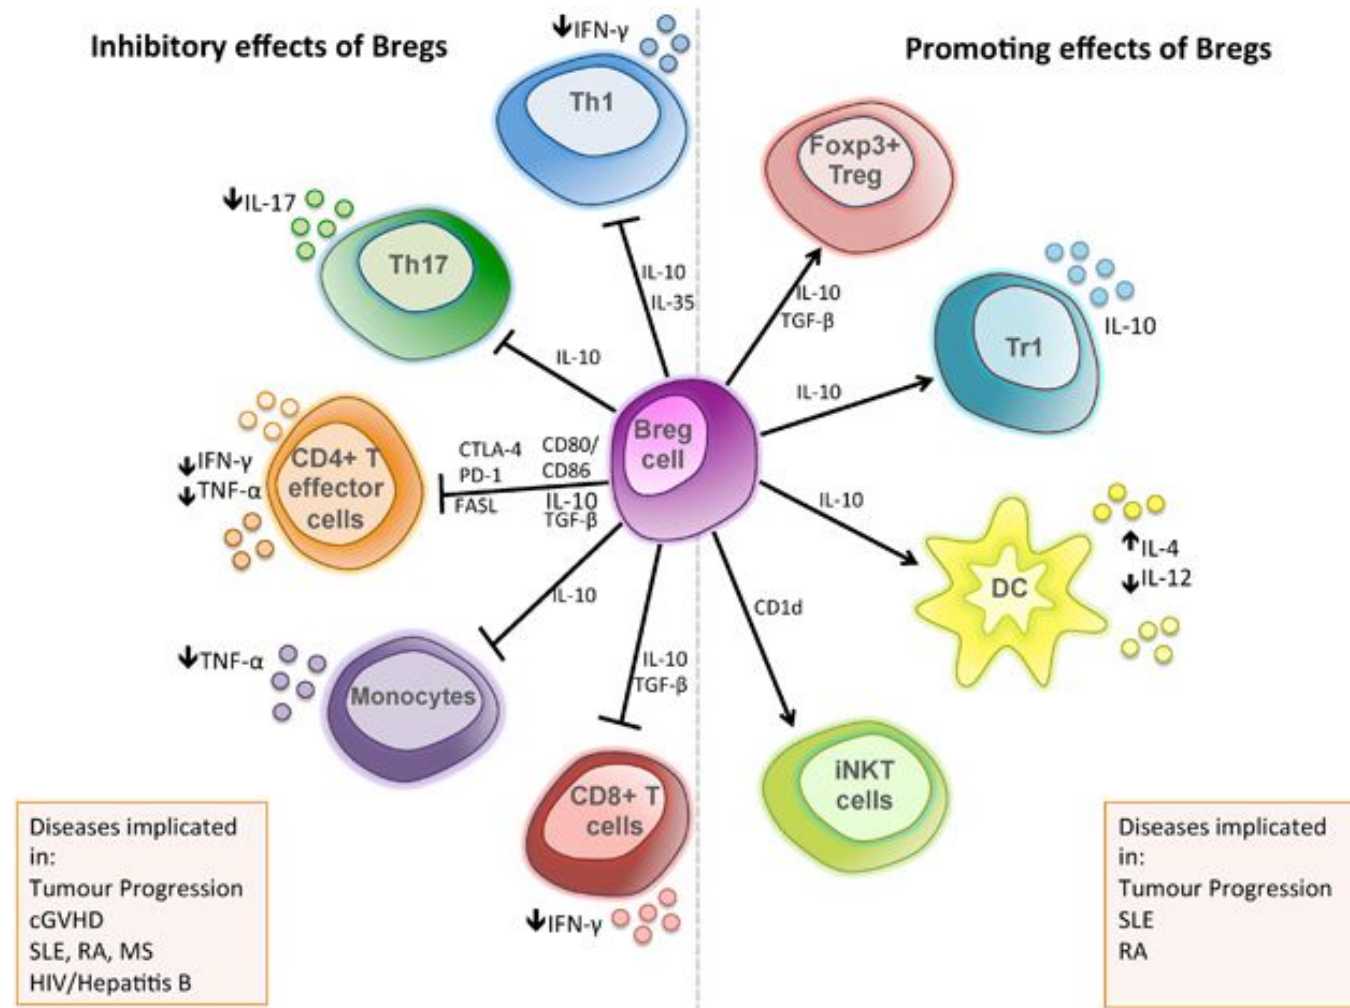 Inhibitory effects of Bregs
Promoting effects of Bregs
↓IFN-γ
Th1
↓IL-17
Th17
IL-10
IL-35
IL-10
↓IFN-γ
↓TNF-α
CD4+ T
effector
cells
CTLA-4
PD-1
FASL
CD80/
CD86
IL-10
TGF-β
Breg
cell
↓TNF-α
Monocytes
IL-10
IL-10
TGF-β
CD8+ T
cells
↓IFN-γ
Foxp3+
Treg
IL-10
TGF-β
Tr1
IL-10
IL-10
IL-10
DC
↑IL-4
↓IL-12
CD1d
iNKT
cells
Diseases implicated
in:
Tumour Progression
cGVHD
SLE, RA, MS
HIV/Hepatitis B
Diseases implicated
in:
Tumour Progression
SLE
RA